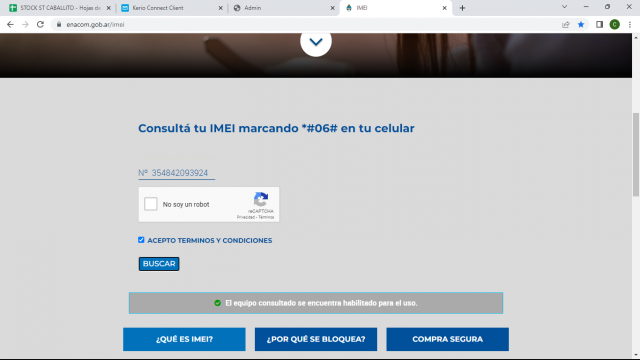 STOCK ST CABALLITO - Hojas de
Kerio Connect Client
Admin
IMEI
enacom.gob.ar/imei
C
Consultá tu IMEI marcando *#06# en tu celular
Nº 354842093924
No soy un robot
reCAPTCHA
Privacidad - Términos
ACEPTO TERMINOS Y CONDICIONES
BUSCAR
El equipo consultado se encuentra habilitado para el uso.
¿QUÉ ES IMEI?
¿POR QUÉ SE BLOQUEA?
COMPRA SEGURA